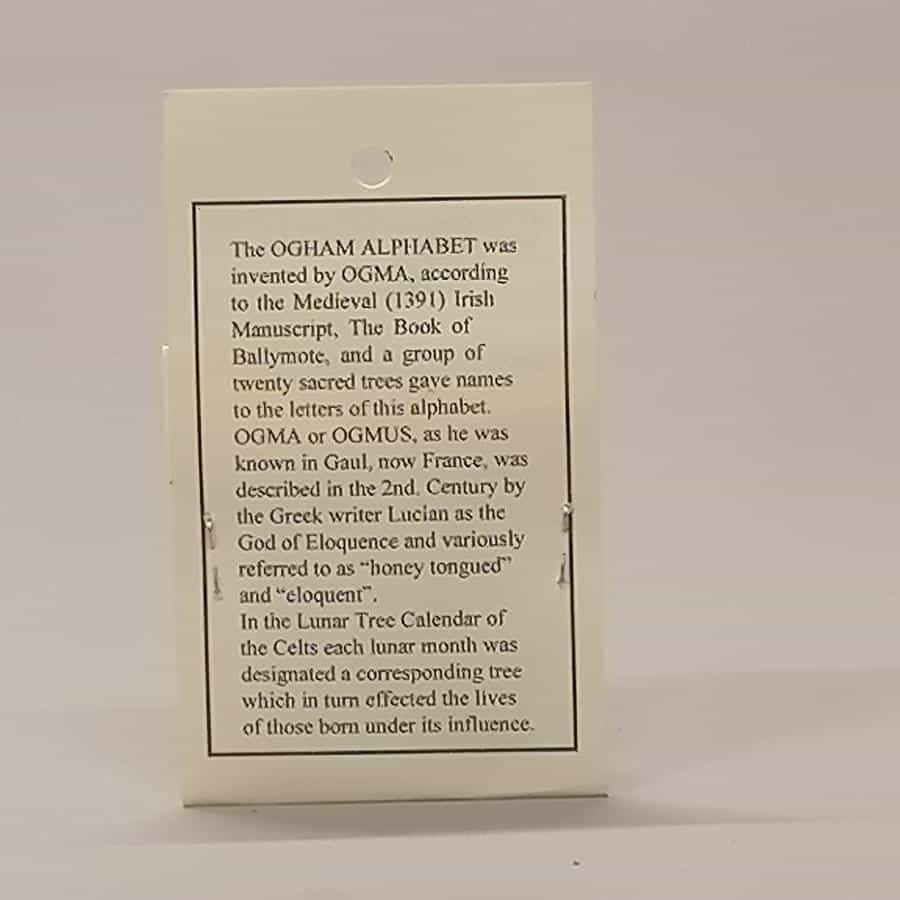 The OGHAM ALPHABET was
invented by OGMA, according
to the Medieval (1391) Irish
Manuscript, The Book of
Ballymote, and a group of
twenty sacred trees gave names
to the letters of this alphabet.
OGMA or OGMUS, as he was
known in Gaul, now France, was
described in the 2nd. Century by
the Greek writer Lucian as the
God of Eloquence and variously
referred to as “honey tongued”
and “eloquent”.
In the Lunar Tree Calendar of
the Celts each lunar month was
designated a corresponding tree
which in turn effected the lives
of those born under its influence.